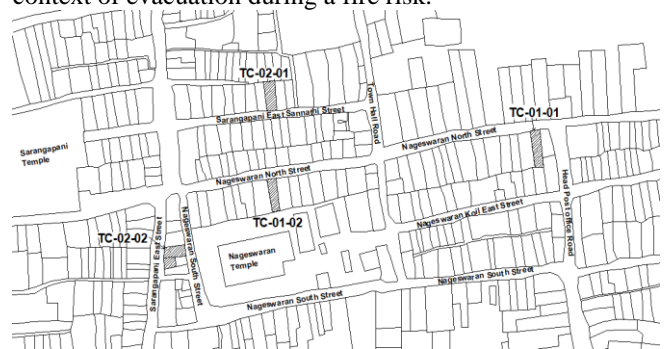 context of evacuation during a fire risk.
TC-02-01
Town Hall Road
TC-01-01
Sarangapani East Sannathi Street
Nageswaran North Street
Sarangapani
Temple
Nageswaran North Street
Head Post office Road
TC-01-02
Nageswaran Koil East Street
TC-02-02
Sarangapani East Street
Nageswaran South Street
Nageswaran
Temple
Nageswaran South Street
Nageswaran South Street